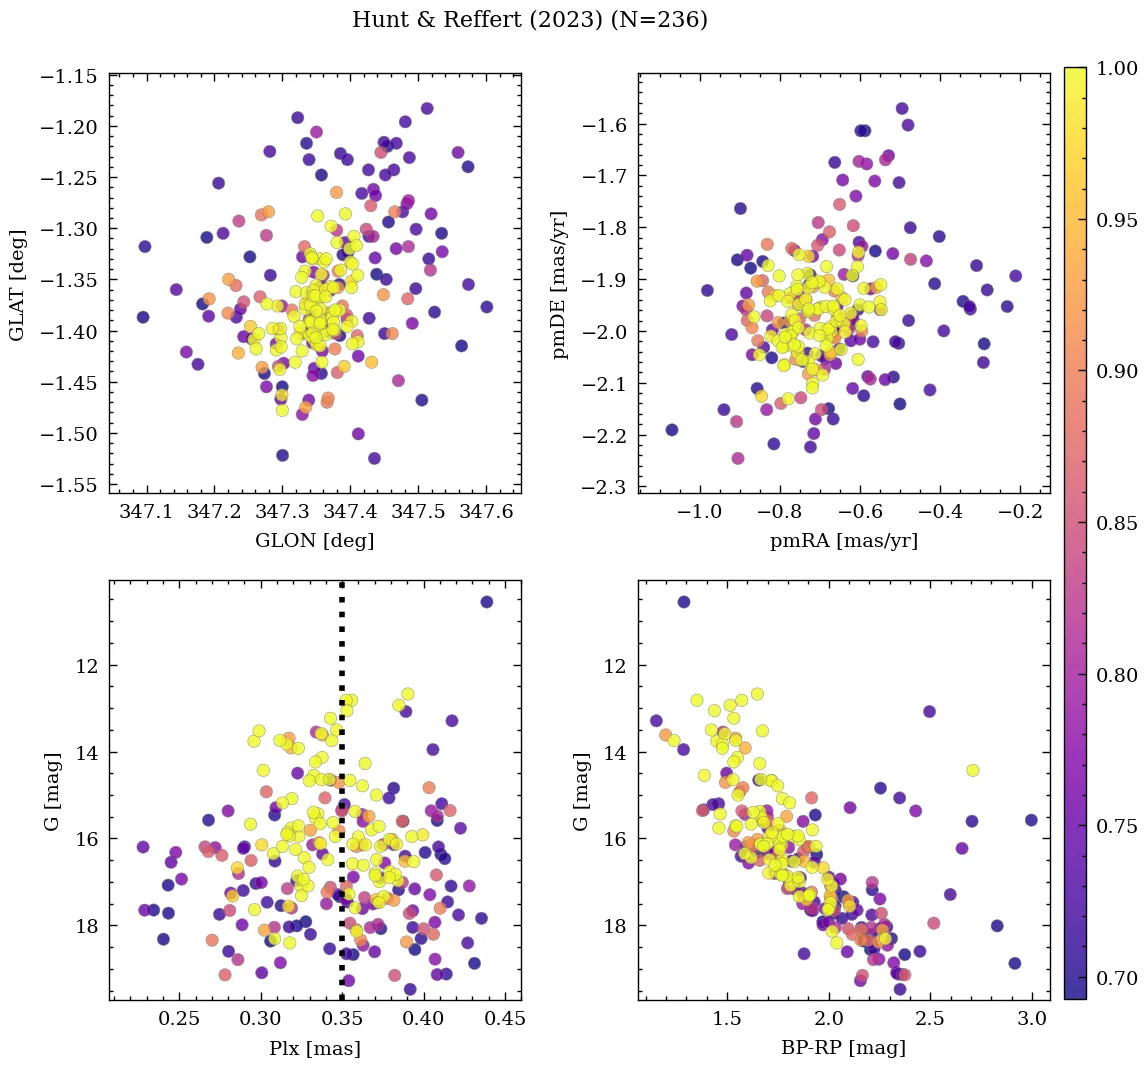 Hunt & Reffert (2023) (N=236)
−1.15
−1.20
−1.25
−1.30
−1.35
−1.40
−1.45
−1.50
−1.55
GLAT [deg]
347.1 347.2 347.3 347.4 347.5 347.6
GLON [deg]
−1.6
−1.7
−1.8
−1.9
−2.0
−2.1
−2.2
−2.3
pmDE [mas/yr]
−1.0 −0.8 −0.6 −0.4 −0.2
pmRA [mas/yr]
12
14
16
18
G [mag]
0.25 0.30 0.35 0.40 0.45
Plx [mas]
12
14
16
18
G [mag]
1.5 2.0 2.5 3.0
BP-RP [mag]
1.00
0.95
0.90
0.85
0.80
0.75
0.70